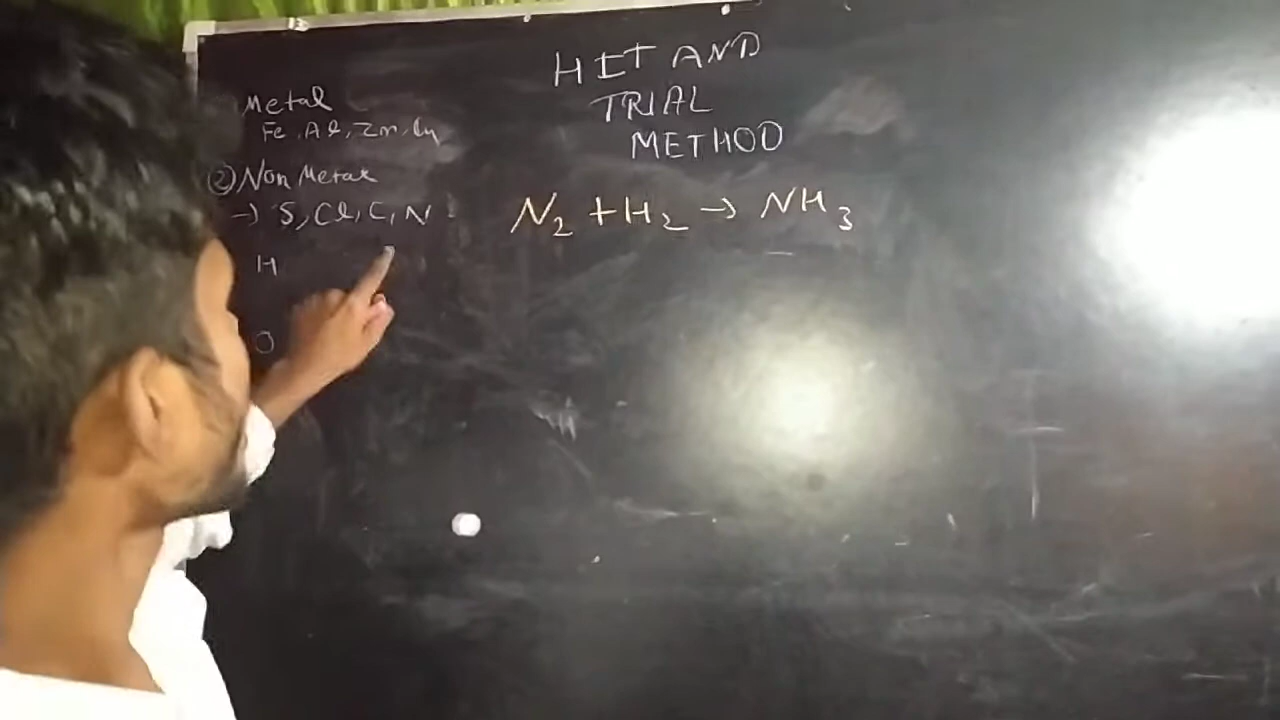 Metal
Fe, Al, Zn, Cu
② Non Metal
→ S, Cl, C, N
H
O
HIT AND
TRIAL
METHOD
N₂ + H₂ → NH₃